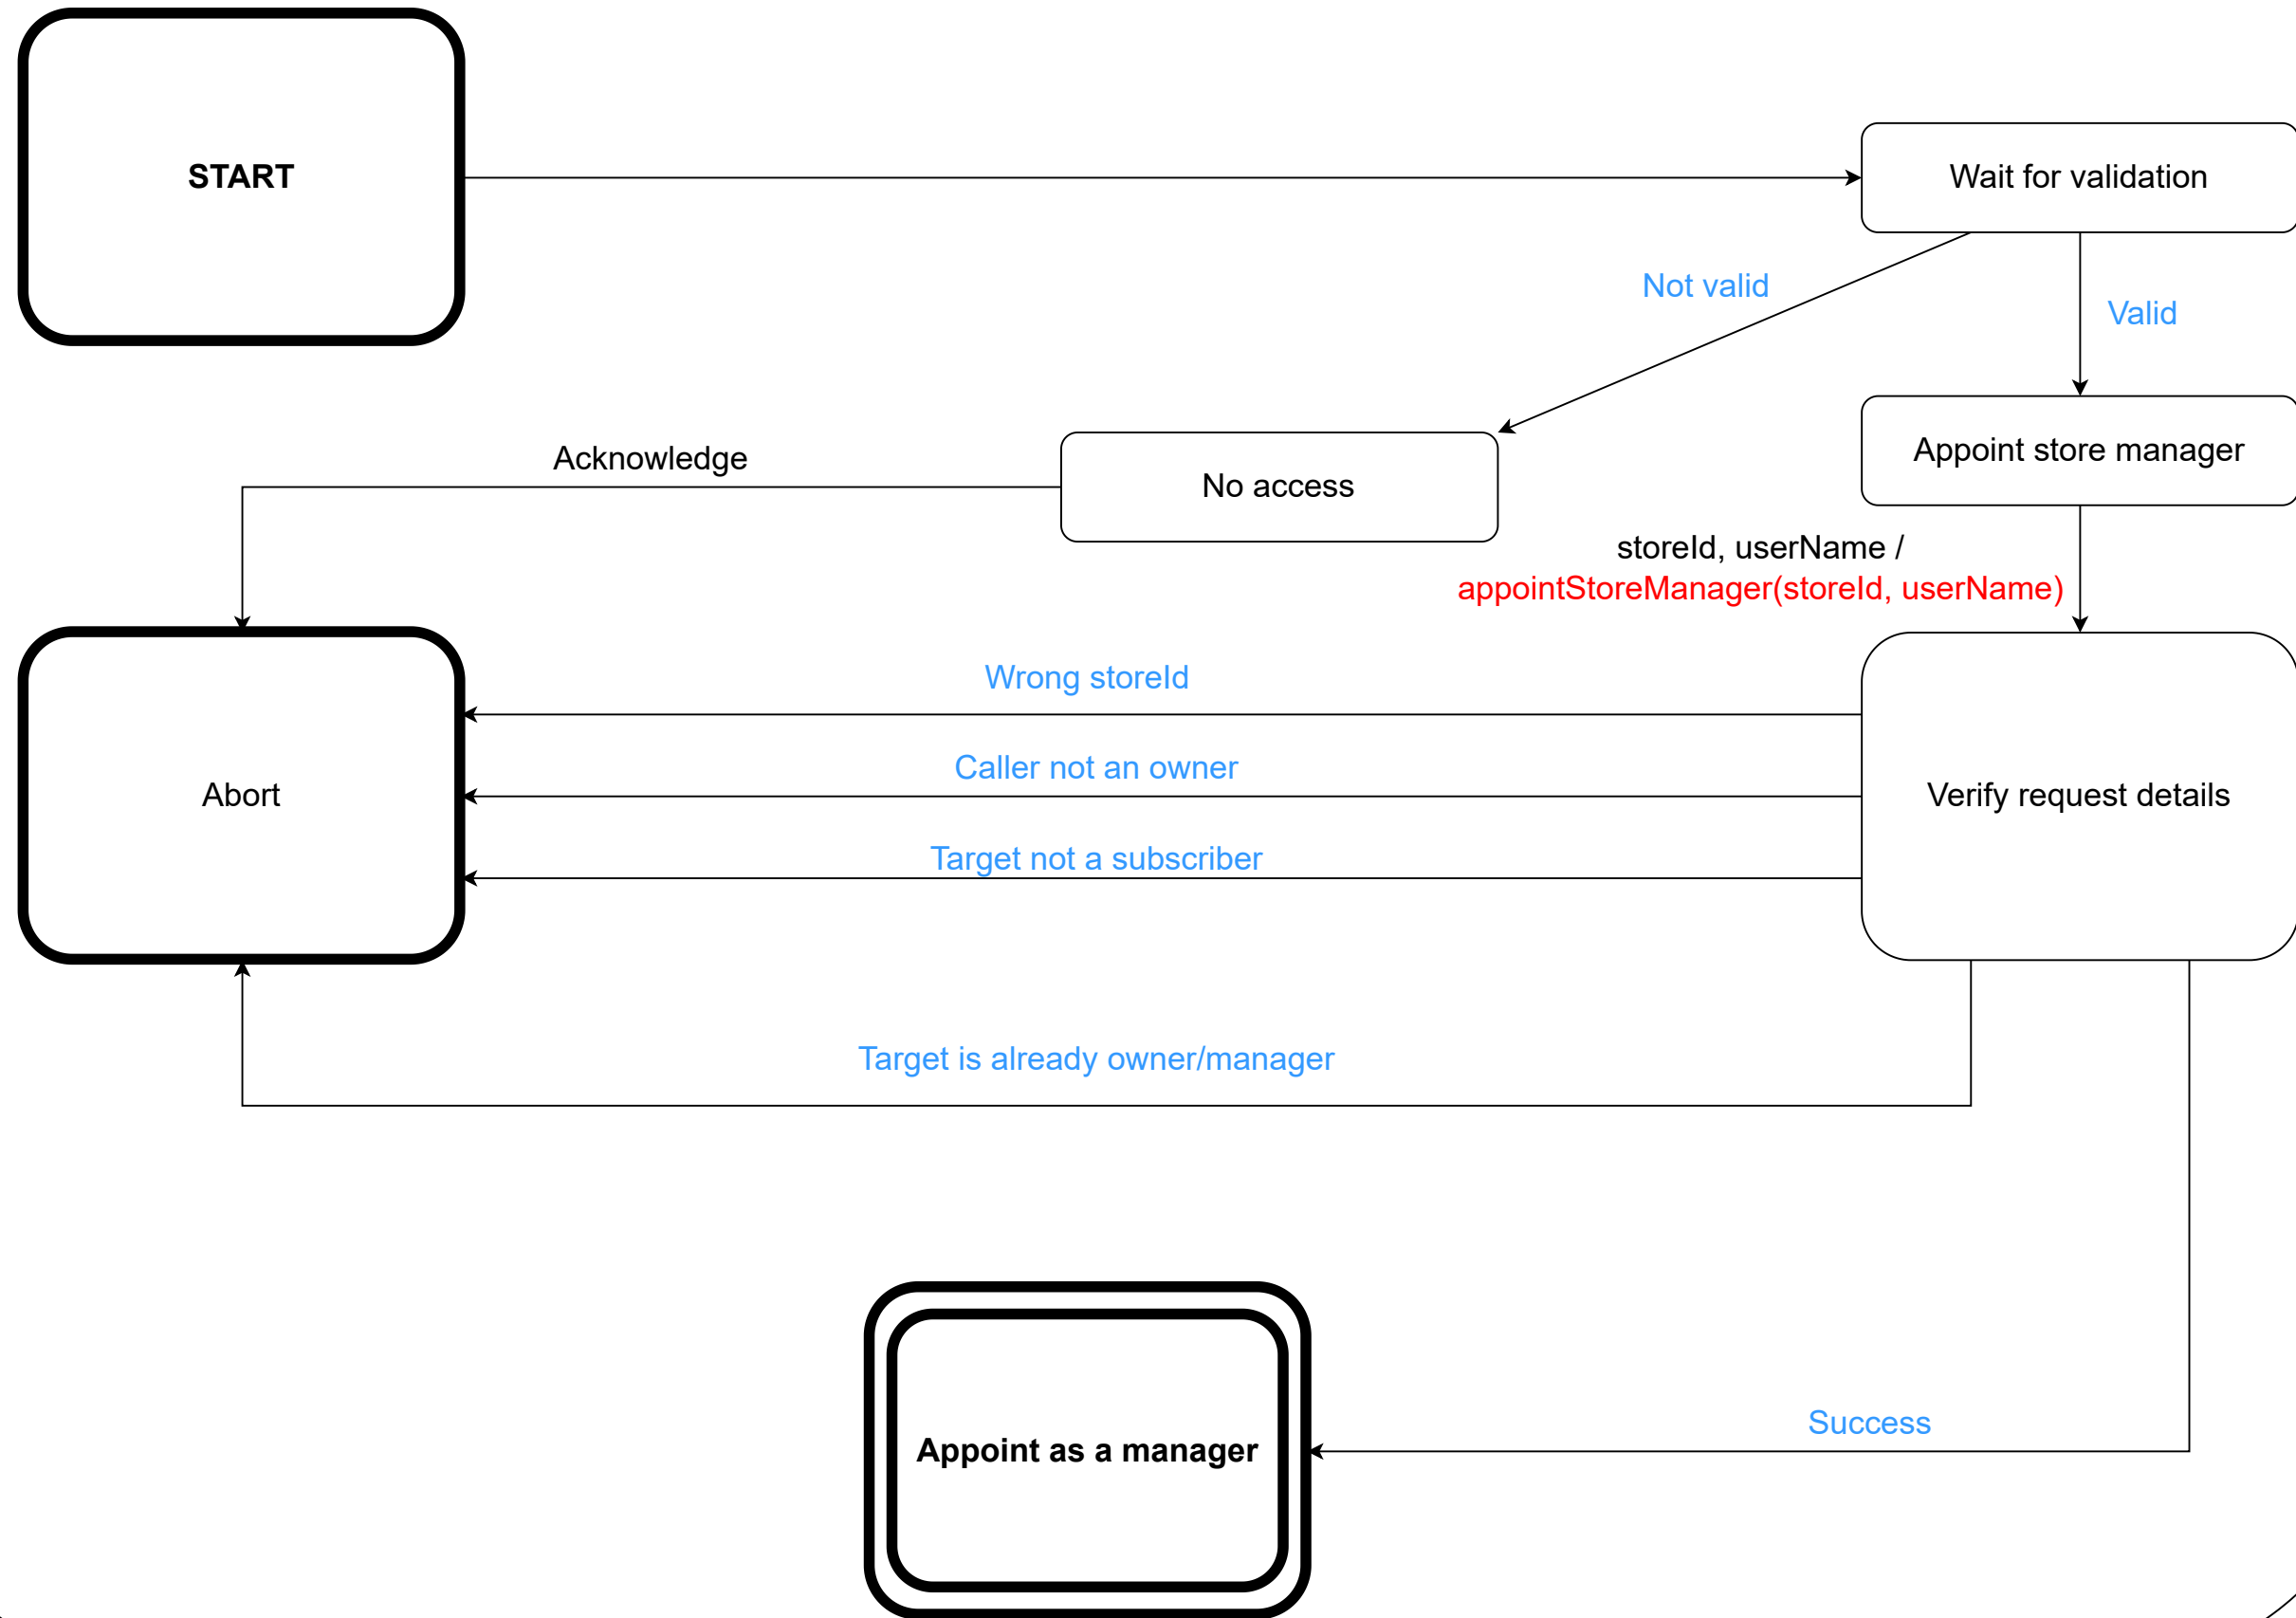 START
Wait for validation
Not valid
Valid
Acknowledge
No access
Appoint store manager
storeId, userName /
appointStoreManager(storeId, userName)
Wrong storeId
Caller not an owner
Abort
Verify request details
Target not a subscriber
Target is already owner/manager
Success
Appoint as a manager